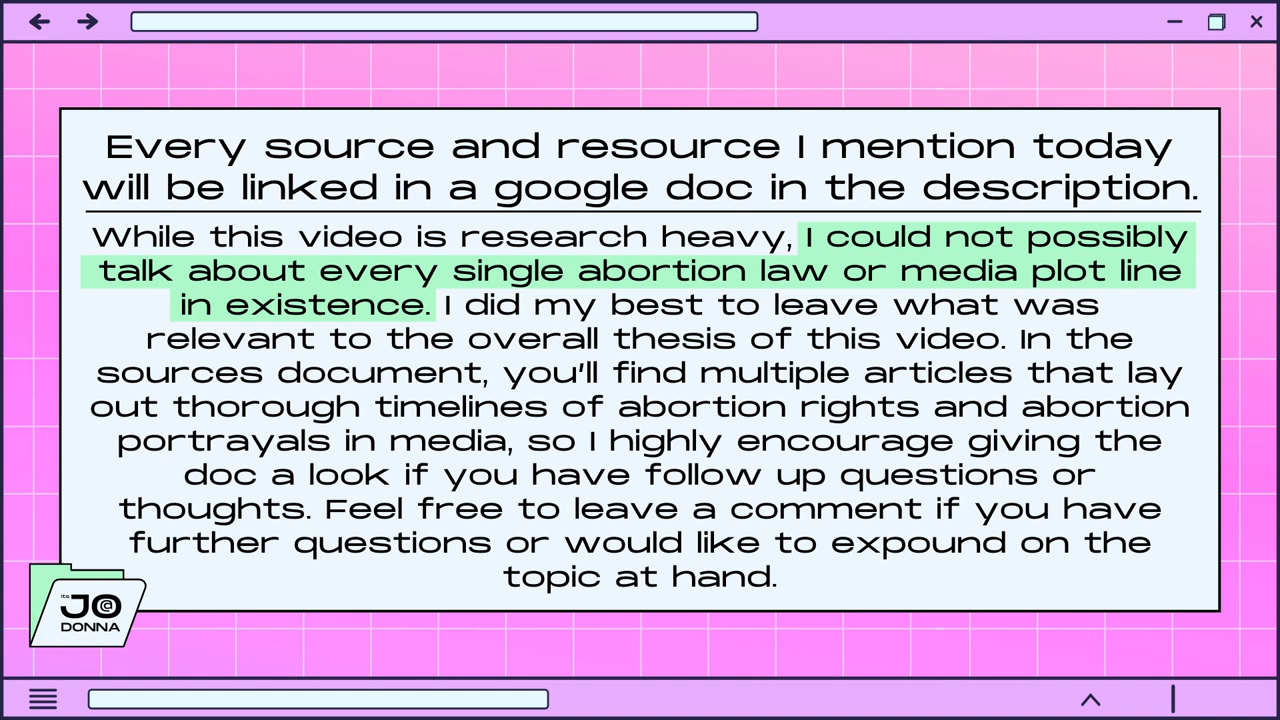 Every source and resource I mention today
will be linked in a google doc in the description.
While this video is research heavy, I could not possibly
talk about every single abortion law or media plot line
in existence. I did my best to leave what was
relevant to the overall thesis of this video. In the
sources document, you'll find multiple articles that lay
out thorough timelines of abortion rights and abortion
portrayals in media, so I highly encourage giving the
doc a look if you have follow up questions or
thoughts. Feel free to leave a comment if you have
further questions or would like to expound on the
topic at hand.
its
JO
DONNA